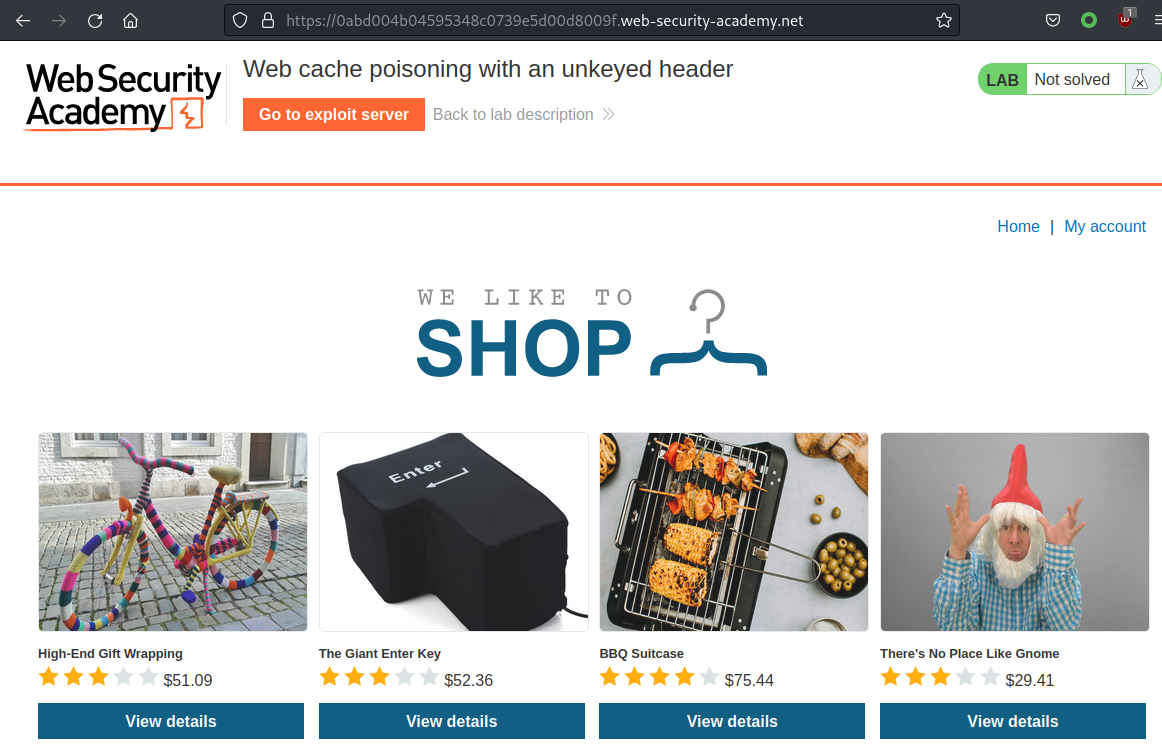 https://0abd004b04595348c0739e5d00d8009f.web-security-academy.net
1
Web Security
Academy
Web cache poisoning with an unkeyed header
LAB Not solved
Go to exploit server Back to lab description
Home | My account
WE LIKE TO
SHOP
Enter
High-End Gift Wrapping
The Giant Enter Key
BBQ Suitcase
There's No Place Like Gnome
$51.09
$52.36
$75.44
$29.41
View details
View details
View details
View details